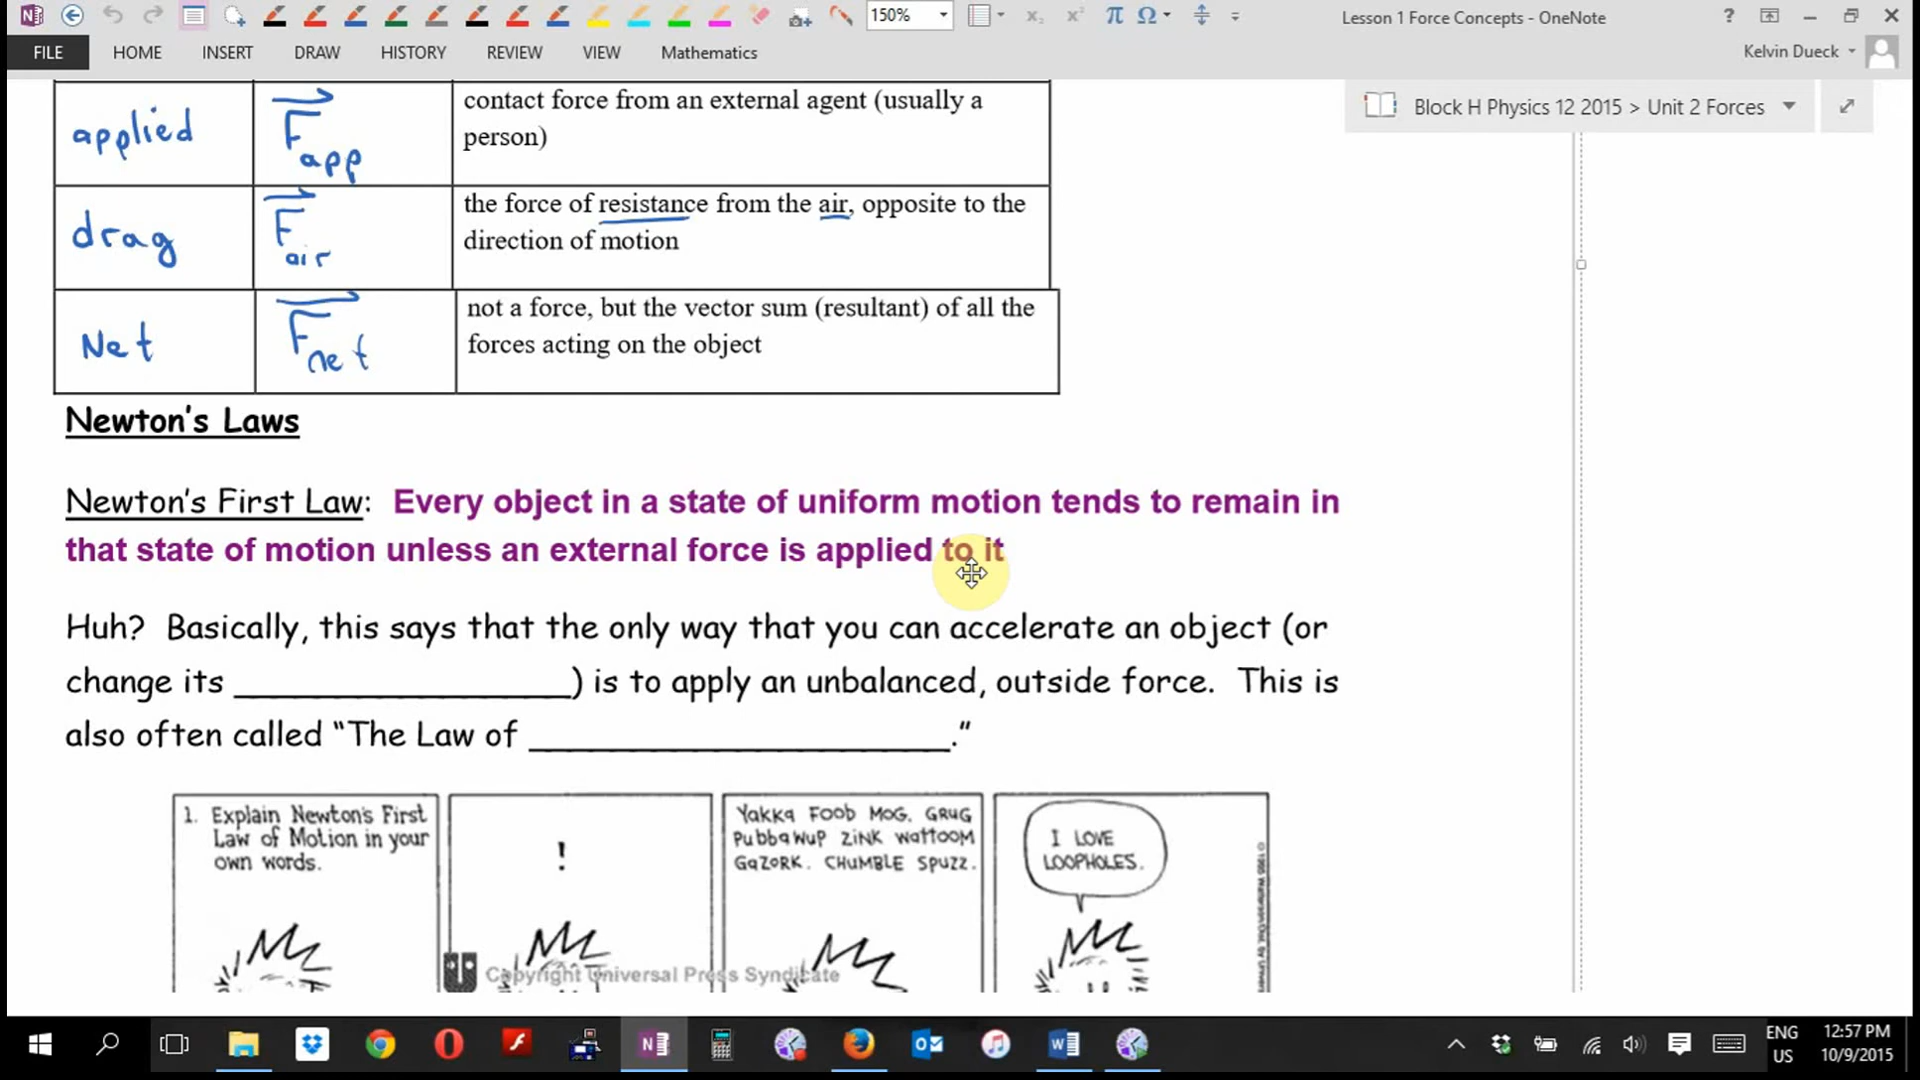 150%
Lesson 1 Force Concepts - OneNote
FILE HOME INSERT DRAW HISTORY REVIEW VIEW Mathematics
Kelvin Dueck
Block H Physics 12 2015 > Unit 2 Forces
applied
F app
contact force from an external agent (usually a
person)
drag
F air
the force of resistance from the air, opposite to the
direction of motion
Net
F net
not a force, but the vector sum (resultant) of all the
forces acting on the object
Newton's Laws
Newton's First Law: Every object in a state of uniform motion tends to remain in
that state of motion unless an external force is applied to it
Huh? Basically, this says that the only way that you can accelerate an object (or
change its ________________) is to apply an unbalanced, outside force. This is
also often called “The Law of ____________________.”
1. Explain Newton's First
Law of Motion in your
own words.
!
Yakka FOOB MOG. GRUG
PubbawuP ZINK wattoom
GaZORK. CHUMBLE SPUZZ.
I LOVE
LOOPHOLES.
Copyright Universal Press Syndicate
ENG
US
12:57 PM
10/9/2015